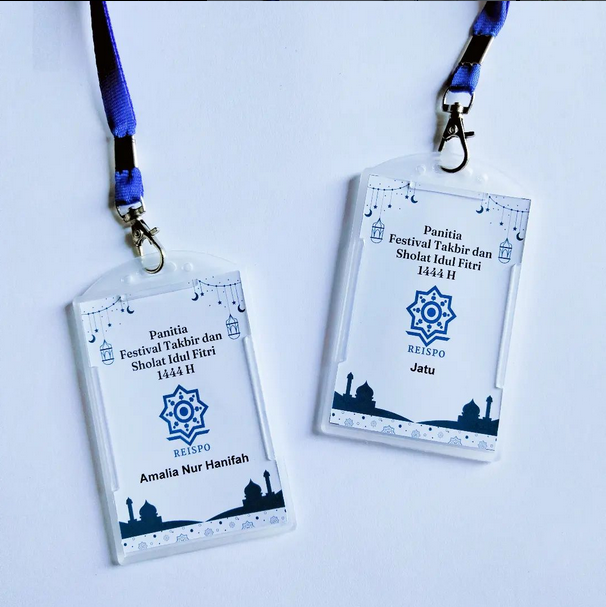 Panitia
Festival Takbir dan
Sholat Idul Fitri
1444 H
REISPO
Amalia Nur Hanifah
Panitia
Festival Takbir dan
Sholat Idul Fitri
1444 H
REISPO
Jatu